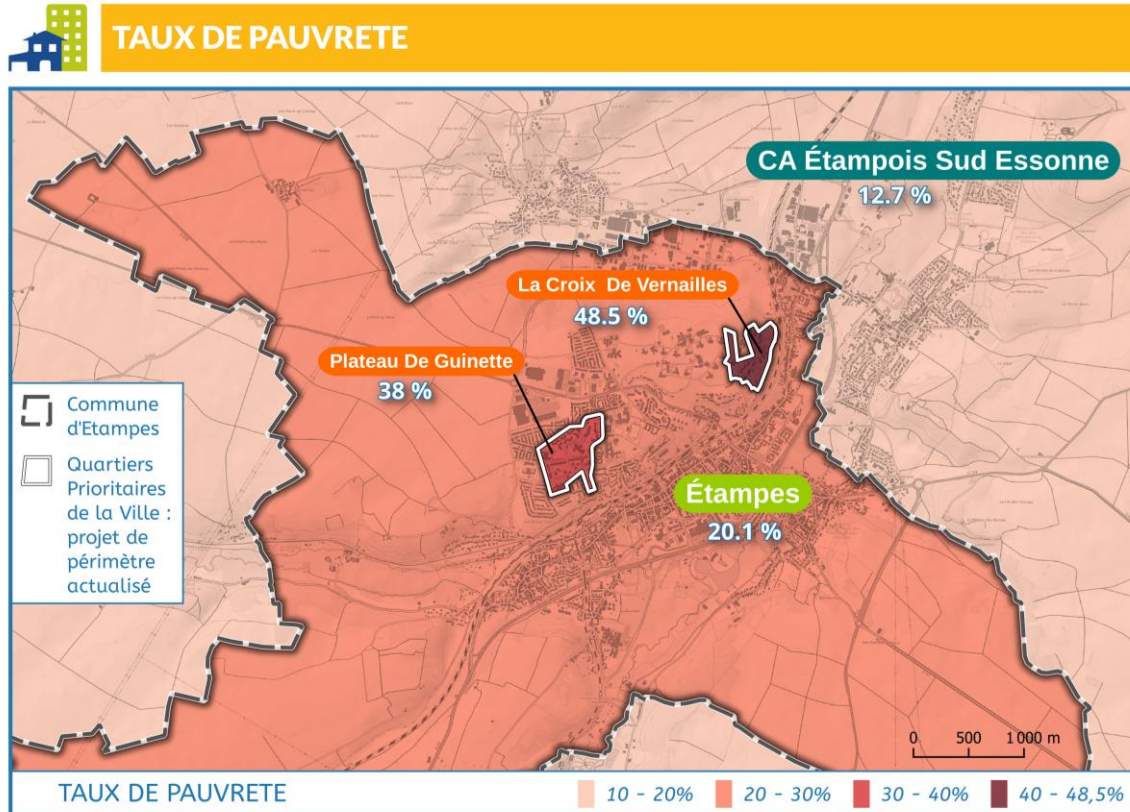 TAUX DE PAUVRETE
CA Étampois Sud Essonne
12.7 %
La Croix De Vernailles
48.5 %
Plateau De Guinette
38 %
Étampes
20.1 %
Commune
d'Etampes
Quartiers
Prioritaires
de la Ville :
projet de
périmètre
actualisé
0 500 1 000 m
TAUX DE PAUVRETE
10 - 20% 20 - 30% 30 - 40% 40 - 48,5%